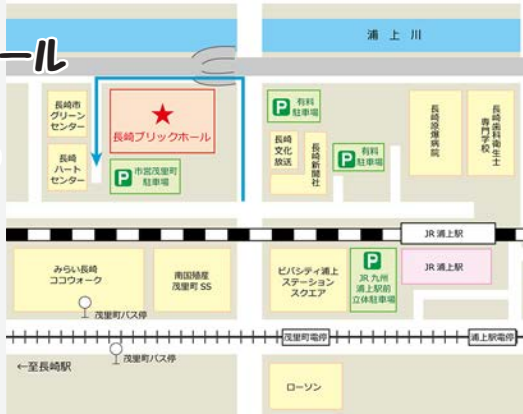 浦上川
ール
長崎市
グリーン
センター
長崎
ハート
センター
★
長崎ブリックホール
P 市営茂里町
駐車場
P 有料
駐車場
長崎
文化
放送
長崎新聞社
P 有料
駐車場
長崎原爆病院
長崎歯科衛生士
専門学校
JR 浦上駅
みらい長崎
ココウォーク
南国殖産
茂里町 SS
ビバシティ浦上
ステーション
スクエア
P
JR 九州
浦上駅前
立体駐車場
JR 浦上駅
茂里町バス停
茂里町電停
浦上駅電停
茂里町バス停
←至長崎駅
ローソン